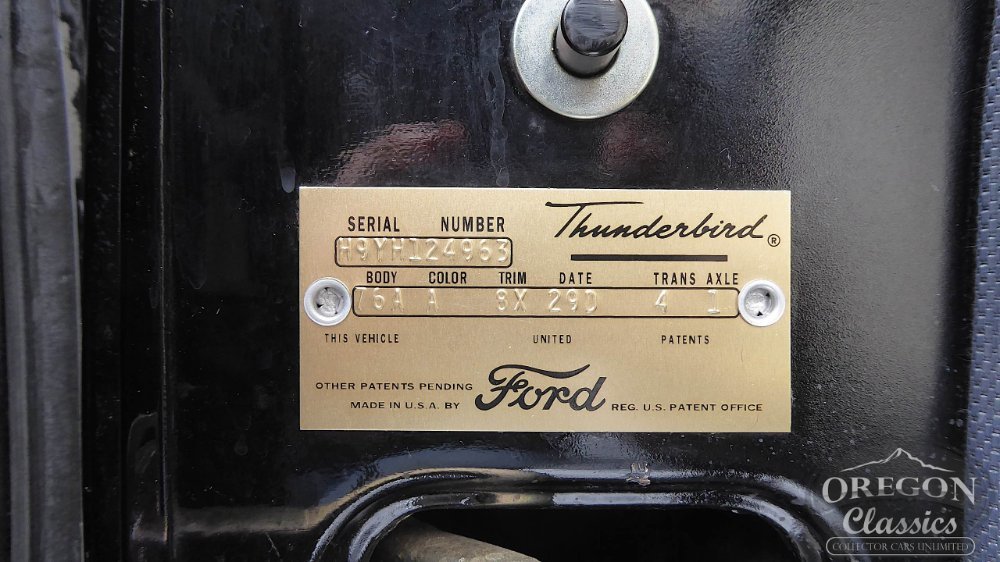 SERIAL NUMBER
Thunderbird®
H9YH124963
BODY COLOR TRIM DATE TRANS AXLE
76A A 8X 29D 4 1
THIS VEHICLE UNITED PATENTS
OTHER PATENTS PENDING
MADE IN U.S.A. BY Ford REG. U.S. PATENT OFFICE
OREGON
Classics
COLLECTOR CARS UNLIMITED